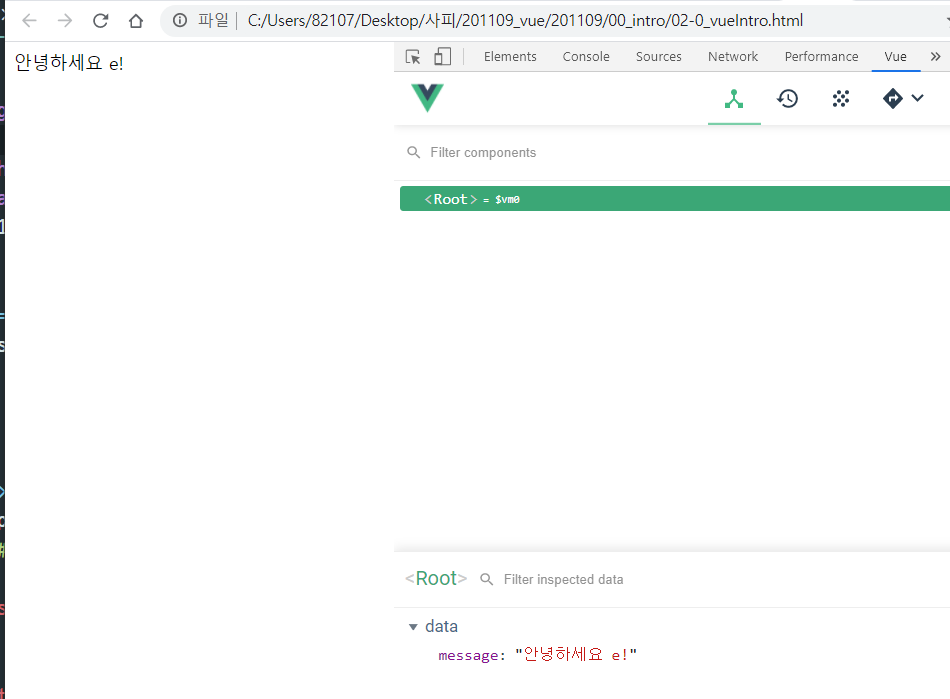 파일 C:/Users/82107/Desktop/사피/201109_vue/201109/00_intro/02-0_vueIntro.html
안녕하세요 e!
Elements Console Sources Network Performance Vue »
Filter components
<Root> = $vm0
<Root> Filter inspected data
data
message: "안녕하세요 e!"